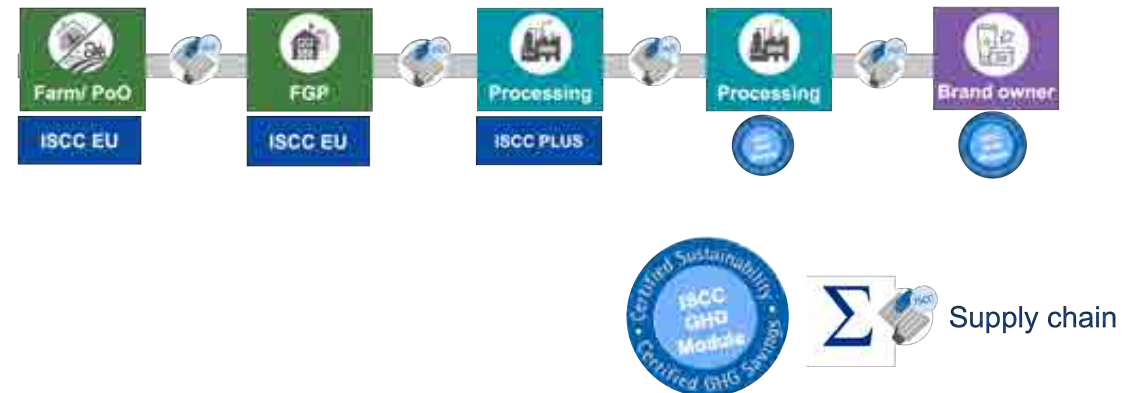 Farm/ PoO
FGP
Processing
Processing
Brand owner
ISCC EU
ISCC EU
ISCC PLUS
Certified Sustainability
ISCC
GHG
Module
Certified GHG Savings
Σ
ISCC
Supply chain